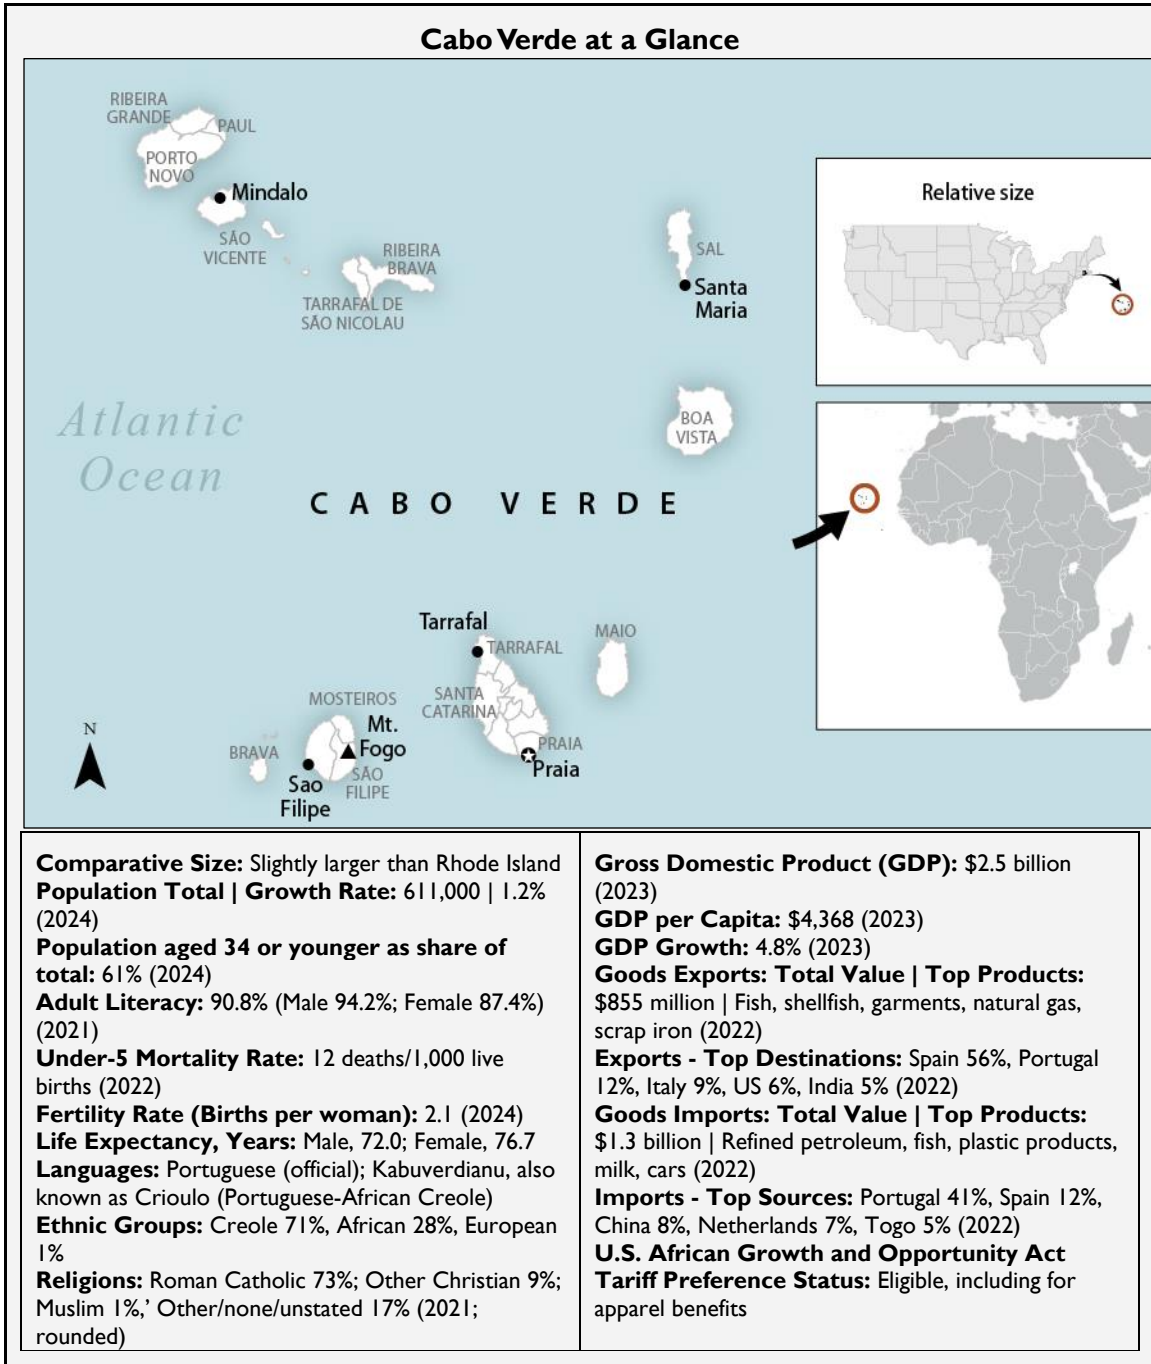 Cabo Verde at a Glance
RIBEIRA
GRANDE
PAUL
PORTO
NOVO
Mindalo
SÃO
VICENTE
RIBEIRA
BRAVA
TARRAFAL DE
SÃO NICOLAU
SAL
Santa
Maria
BOA
VISTA
Relative size
Atlantic
Ocean
CABO VERDE
Tarrafal
TARRAFAL
MAIO
SANTA
CATARINA
MOSTEIROS
Mt.
Fogo
BRAVA
PRAIA
Praia
SÃO
FILIPE
Sao
Filipe
N
Comparative Size: Slightly larger than Rhode Island
Population Total | Growth Rate: 611,000 | 1.2%
(2024)
Population aged 34 or younger as share of
total: 61% (2024)
Adult Literacy: 90.8% (Male 94.2%; Female 87.4%)
(2021)
Under-5 Mortality Rate: 12 deaths/1,000 live
births (2022)
Fertility Rate (Births per woman): 2.1 (2024)
Life Expectancy, Years: Male, 72.0; Female, 76.7
Languages: Portuguese (official); Kabuverdianu, also
known as Crioulo (Portuguese-African Creole)
Ethnic Groups: Creole 71%, African 28%, European
1%
Religions: Roman Catholic 73%; Other Christian 9%;
Muslim 1%,’ Other/none/unstated 17% (2021;
rounded)
Gross Domestic Product (GDP): $2.5 billion
(2023)
GDP per Capita: $4,368 (2023)
GDP Growth: 4.8% (2023)
Goods Exports: Total Value | Top Products:
$855 million | Fish, shellfish, garments, natural gas,
scrap iron (2022)
Exports - Top Destinations: Spain 56%, Portugal
12%, Italy 9%, US 6%, India 5% (2022)
Goods Imports: Total Value | Top Products:
$1.3 billion | Refined petroleum, fish, plastic products,
milk, cars (2022)
Imports - Top Sources: Portugal 41%, Spain 12%,
China 8%, Netherlands 7%, Togo 5% (2022)
U.S. African Growth and Opportunity Act
Tariff Preference Status: Eligible, including for
apparel benefits